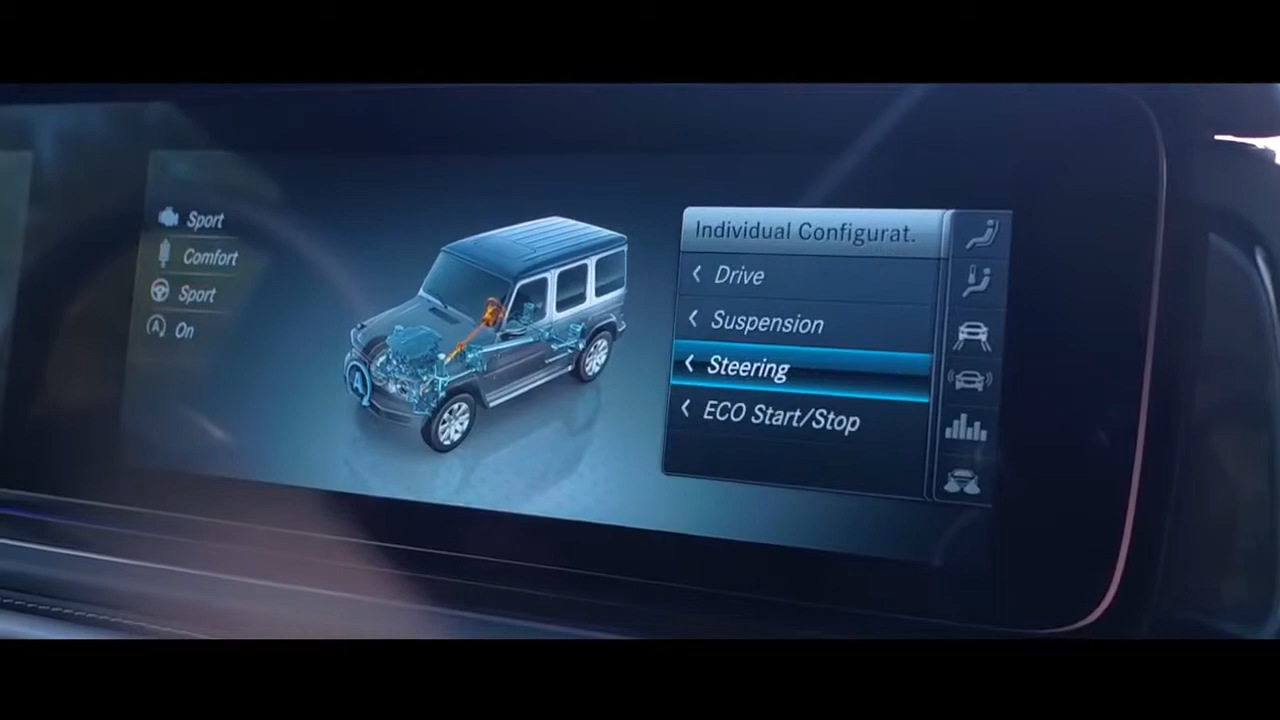 Sport
Comfort
Sport
On
A
Individual Configurat.
Drive
Suspension
Steering
ECO Start/Stop